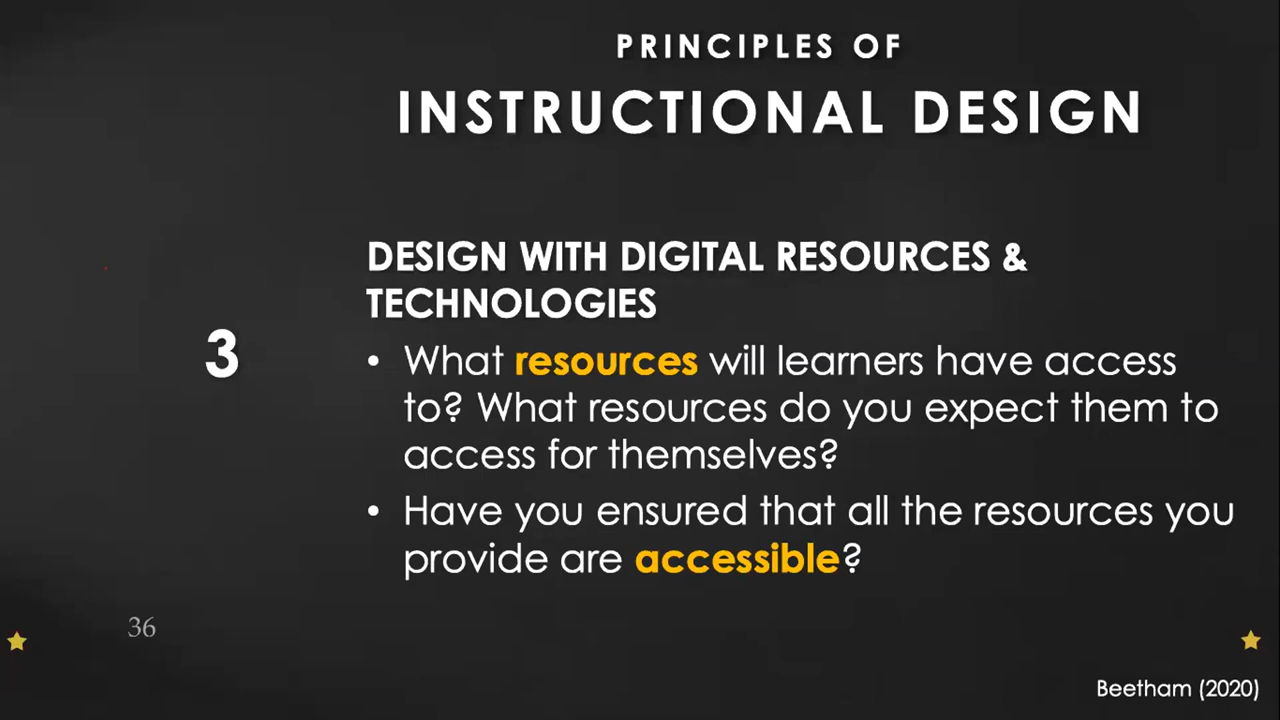 PRINCIPLES OF
INSTRUCTIONAL DESIGN
DESIGN WITH DIGITAL RESOURCES &
TECHNOLOGIES
3
• What resources will learners have access
to? What resources do you expect them to
access for themselves?
• Have you ensured that all the resources you
provide are accessible?
36
Beetham (2020)